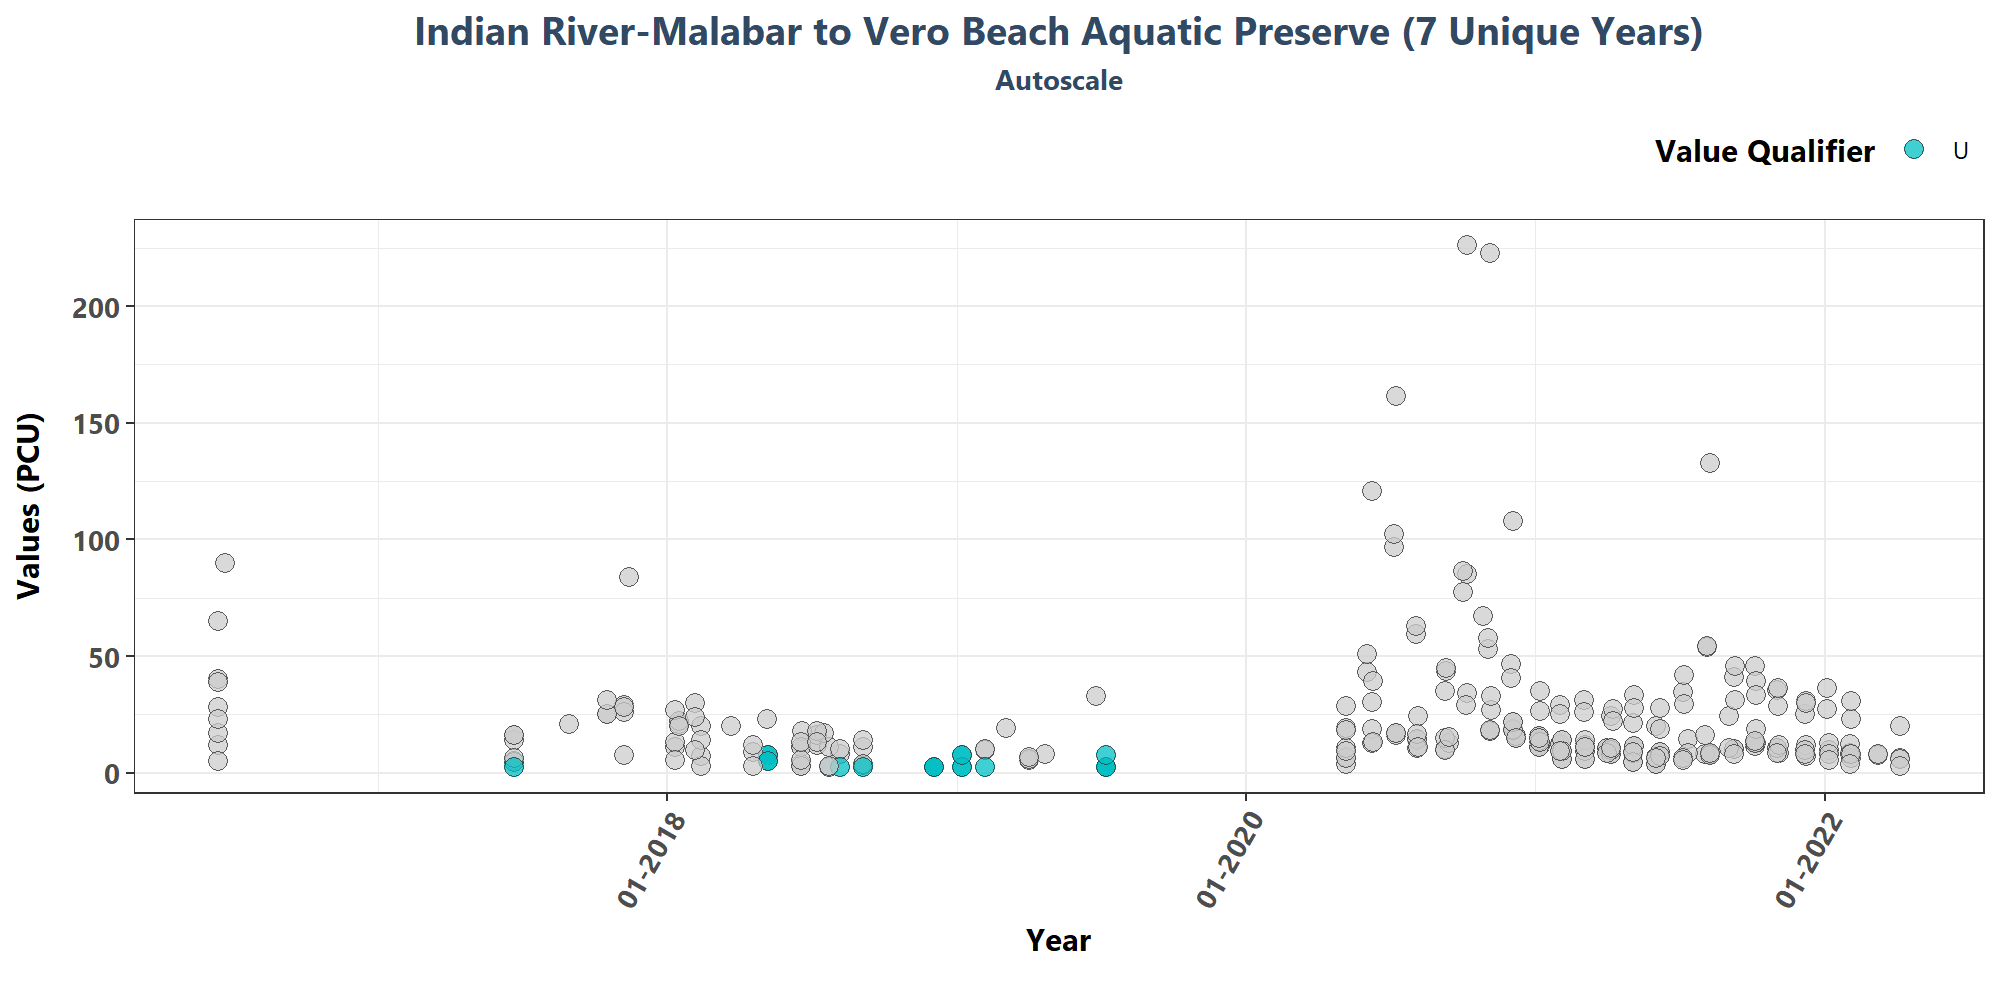 Indian River-Malabar to Vero Beach Aquatic Preserve (7 Unique Years)
Autoscale
Value Qualifier U
Values (PCU)
200
150
100
50
0
01-2018 01-2020 01-2022
Year